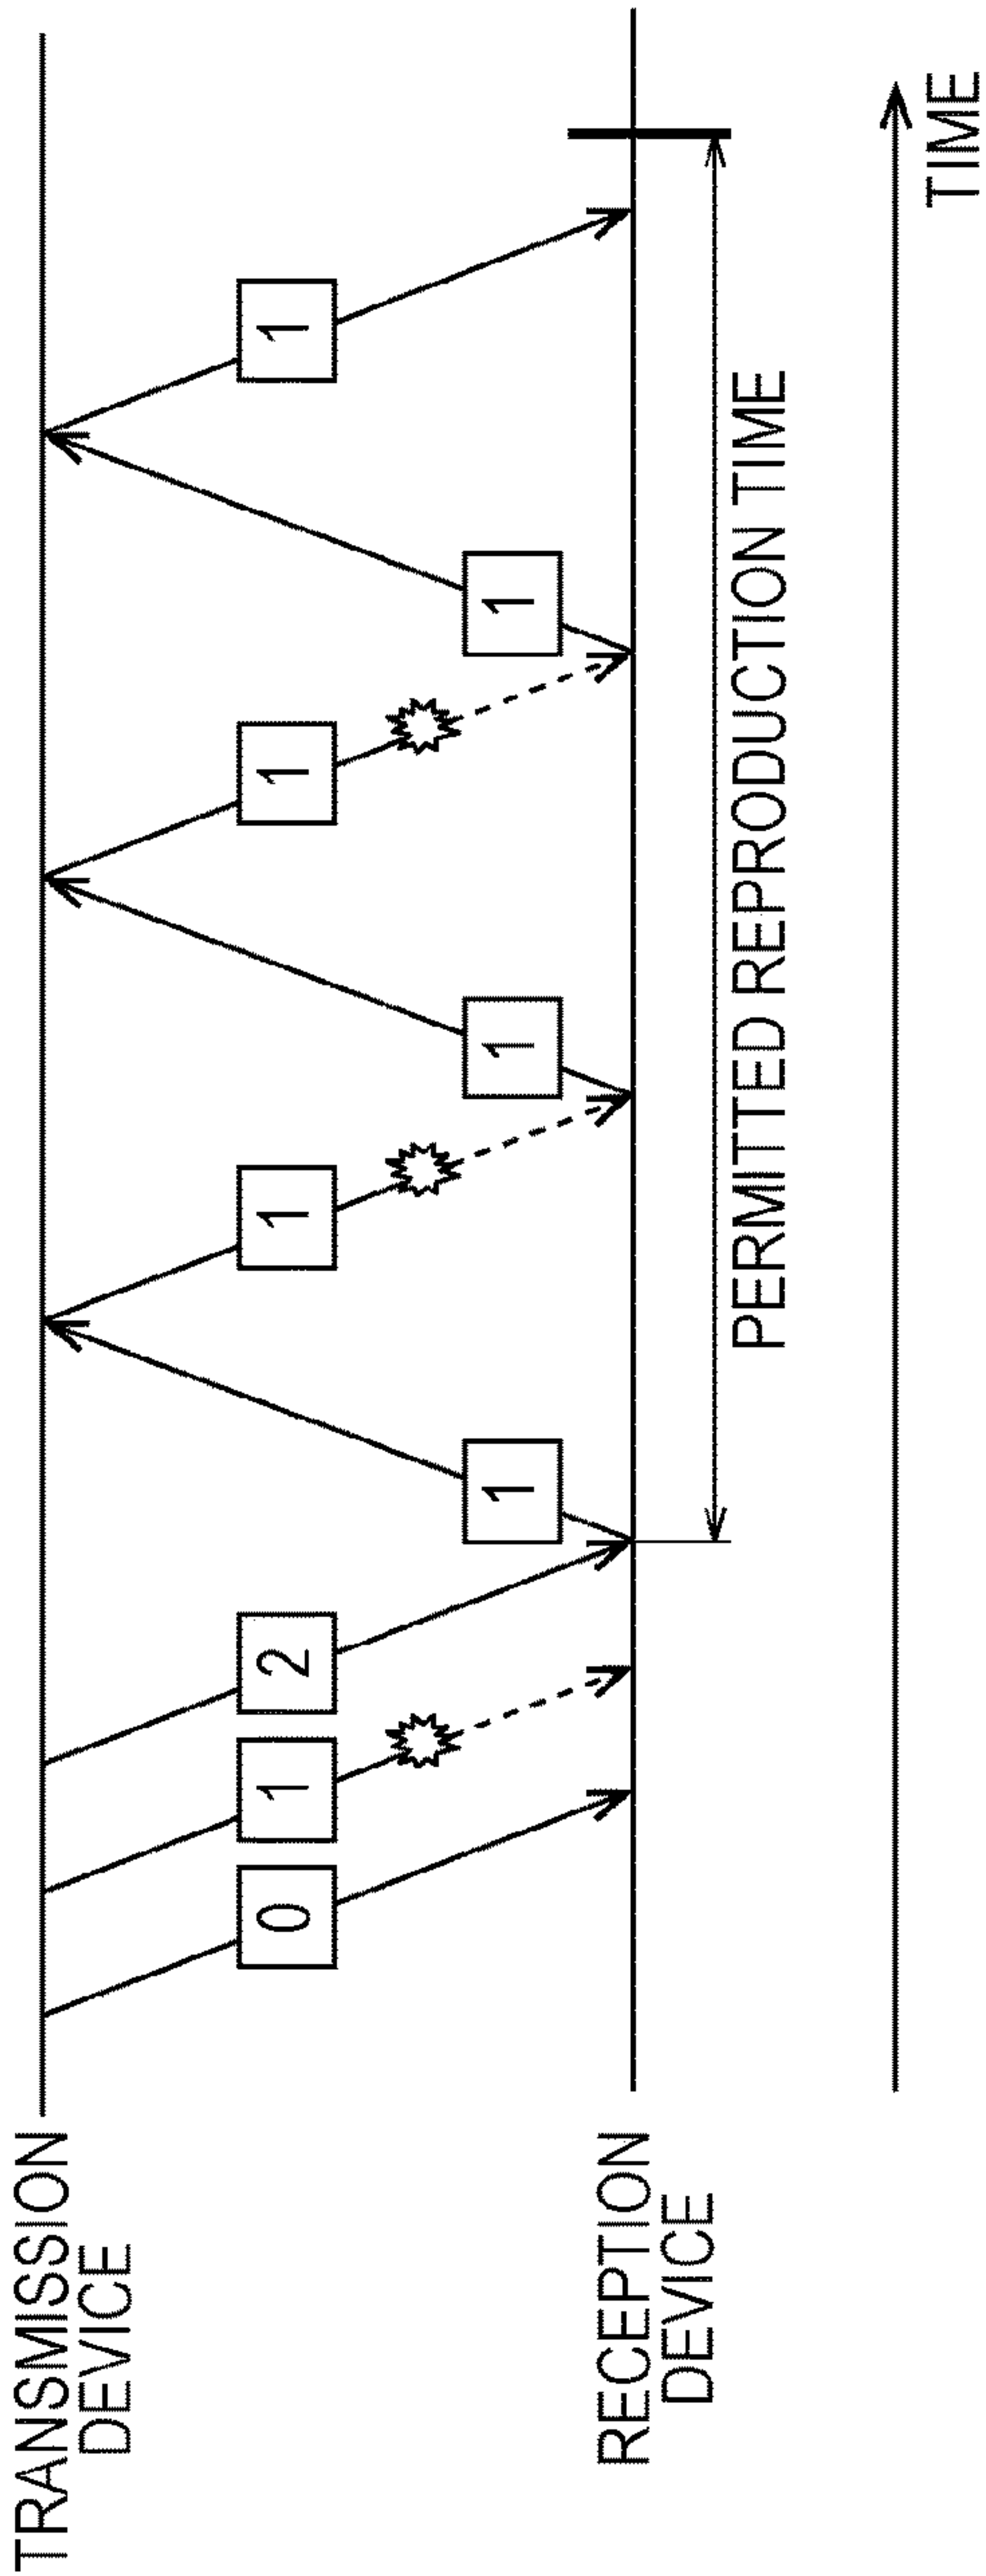 TRANSMISSION
DEVICE
0
1
2
1
1
1
1
1
1
RECEPTION
DEVICE
PERMITTED REPRODUCTION TIME
TIME